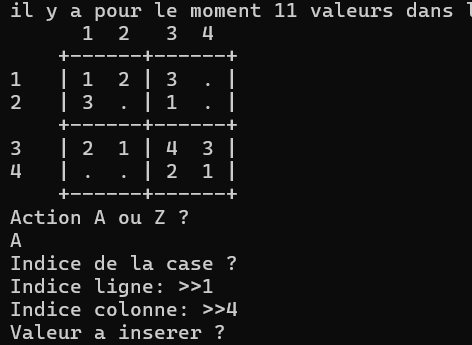 il y a pour le moment 11 valeurs dans
1 2 3 4
+------+------+
1 | 1 2 | 3 . |
2 | 3 . | 1 . |
+------+------+
3 | 2 1 | 4 3 |
4 | . . | 2 1 |
+------+------+
Action A ou Z ?
A
Indice de la case ?
Indice ligne: >>1
Indice colonne: >>4
Valeur a inserer ?